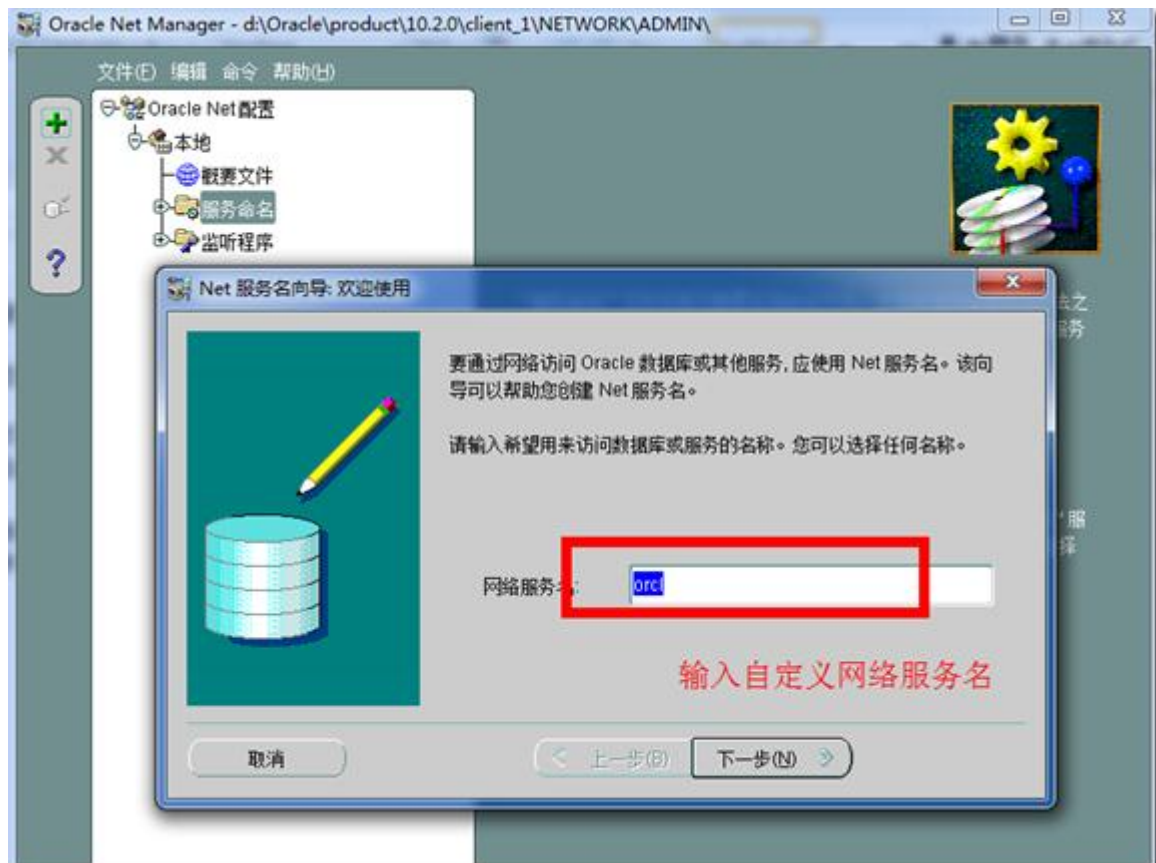 Oracle Net Manager - d:\Oracle\product\10.2.0\client_1\NETWORK\ADMIN\
文件(F) 编辑 命令 帮助(H)
Oracle Net 配置
本地
概要文件
服务命名
监听程序
?
Net 服务名向导: 欢迎使用
去之
服务
要通过网络访问 Oracle 数据库或其他服务, 应使用 Net 服务名。该向
导可以帮助您创建 Net 服务名。
请输入希望用来访问数据库或服务的名称。您可以选择任何名称。
服
择
网络服务名:
orcl
输入自定义网络服务名
取消
上一步(B)
下一步(N)